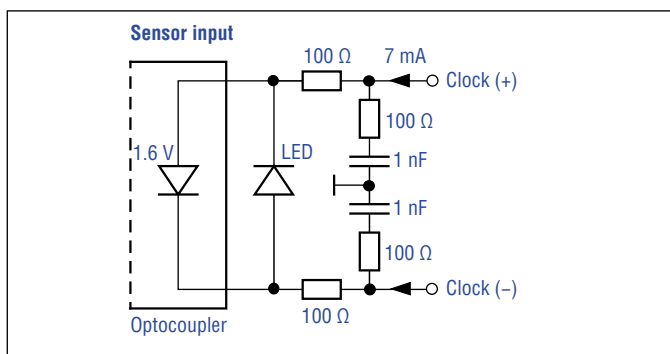 Sensor input
100 Ω
7 mA
Clock (+)
100 Ω
1.6 V
LED
1 nF
1 nF
100 Ω
Clock (−)
100 Ω
Optocoupler